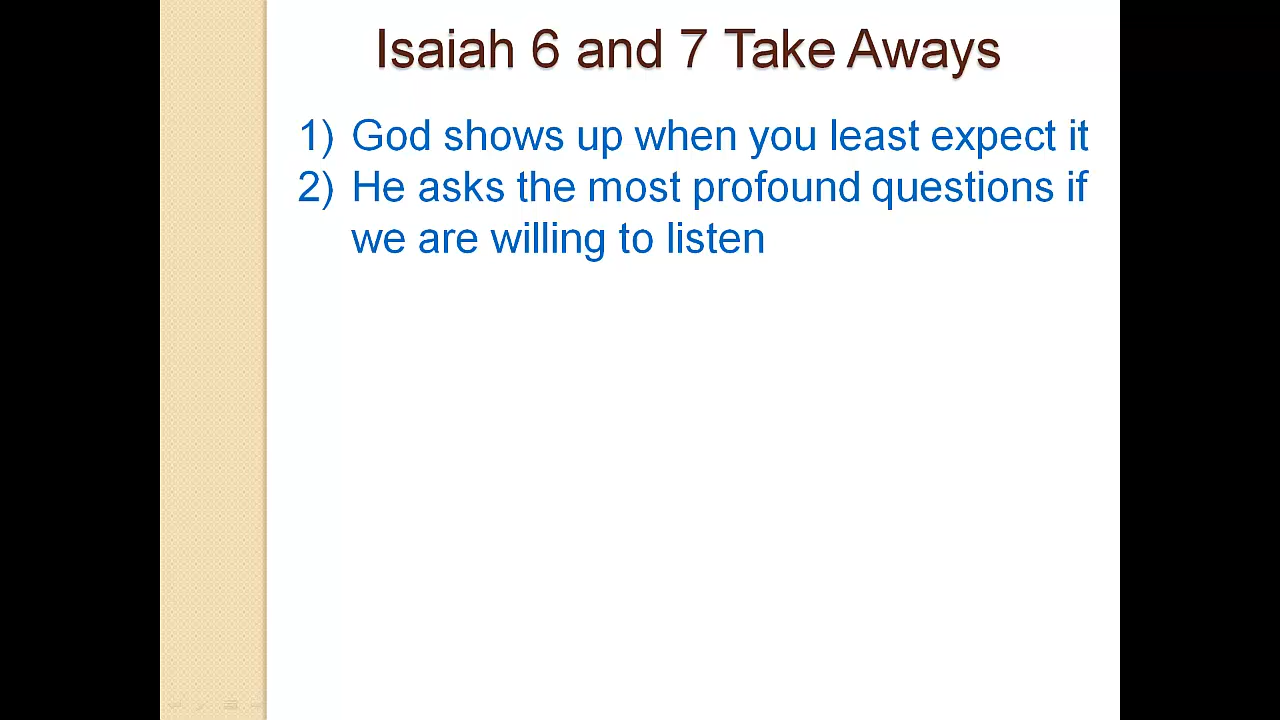 Isaiah 6 and 7 Take Aways
1) God shows up when you least expect it
2) He asks the most profound questions if
we are willing to listen